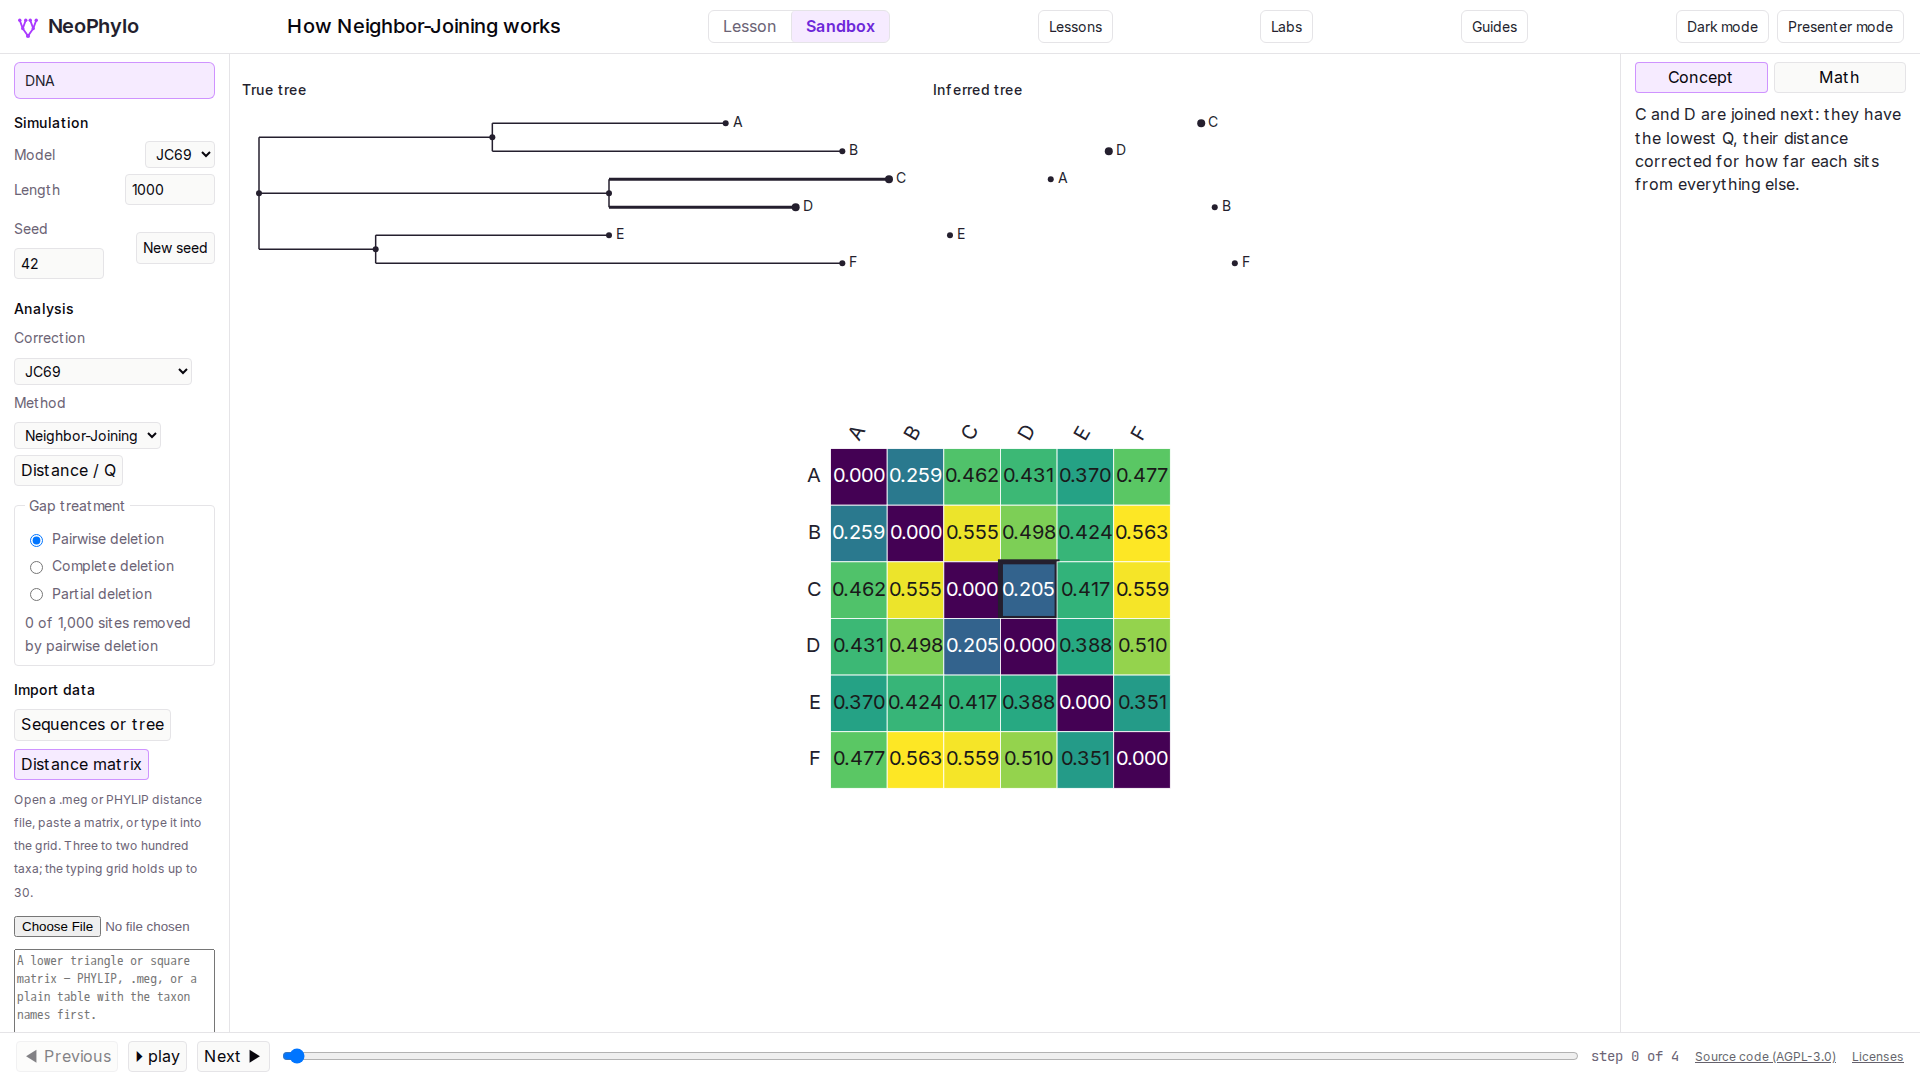 NeoPhylo
How Neighbor-Joining works
Lesson
Sandbox
Lessons
Labs
Guides
Dark mode
Presenter mode
DNA
Simulation
Model
JC69
Length
1000
Seed
42
New seed
Analysis
Correction
JC69
Method
Neighbor-Joining
Distance / Q
Gap treatment
Pairwise deletion
Complete deletion
Partial deletion
0 of 1,000 sites removed
by pairwise deletion
Import data
Sequences or tree
Distance matrix
Open a .meg or PHYLIP distance
file, paste a matrix, or type it into
the grid. Three to two hundred
taxa; the typing grid holds up to
30.
Choose File No file chosen
A lower triangle or square
matrix — PHYLIP, .meg, or a
plain table with the taxon
names first.
True tree
A
B
C
D
E
F
Inferred tree
C
D
A
B
E
F
A B C D E F
A 0.000 0.259 0.462 0.431 0.370 0.477
B 0.259 0.000 0.555 0.498 0.424 0.563
C 0.462 0.555 0.000 0.205 0.417 0.559
D 0.431 0.498 0.205 0.000 0.388 0.510
E 0.370 0.424 0.417 0.388 0.000 0.351
F 0.477 0.563 0.559 0.510 0.351 0.000
Concept
Math
C and D are joined next: they have
the lowest Q, their distance
corrected for how far each sits
from everything else.
Previous
play
Next
step 0 of 4
Source code (AGPL-3.0)
Licenses